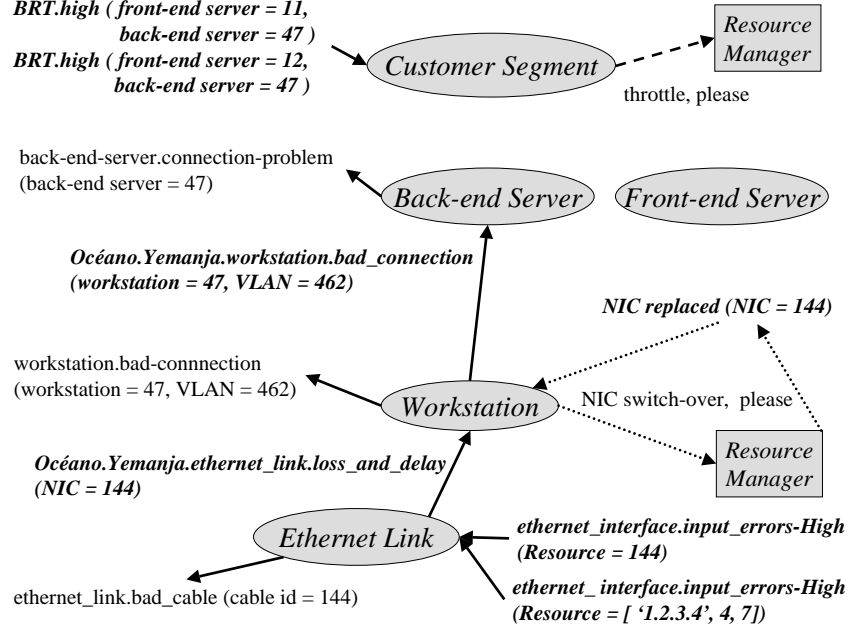 BRT.high ( front-end server = 11,
back-end server = 47 )
BRT.high ( front-end server = 12,
back-end server = 47 )
Customer Segment
Resource
Manager
throttle, please
back-end-server.connection-problem
(back-end server = 47)
Back-end Server
Front-end Server
Océano.Yemanja.workstation.bad_connection
(workstation = 47, VLAN = 462)
NIC replaced (NIC = 144)
workstation.bad-connnection
(workstation = 47, VLAN = 462)
Workstation
NIC switch-over,  please
Resource
Manager
Océano.Yemanja.ethernet_link.loss_and_delay
(NIC = 144)
Ethernet Link
ethernet_interface.input_errors-High
(Resource = 144)
ethernet_link.bad_cable (cable id = 144)
ethernet_ interface.input_errors-High
(Resource = [ ‘1.2.3.4’, 4, 7])